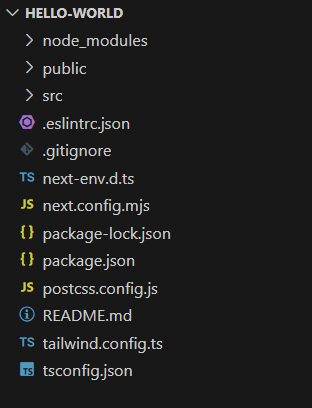 HELLO-WORLD
node_modules
public
src
.eslintrc.json
.gitignore
TS next-env.d.ts
JS next.config.mjs
{ } package-lock.json
{ } package.json
JS postcss.config.js
README.md
TS tailwind.config.ts
TS tsconfig.json